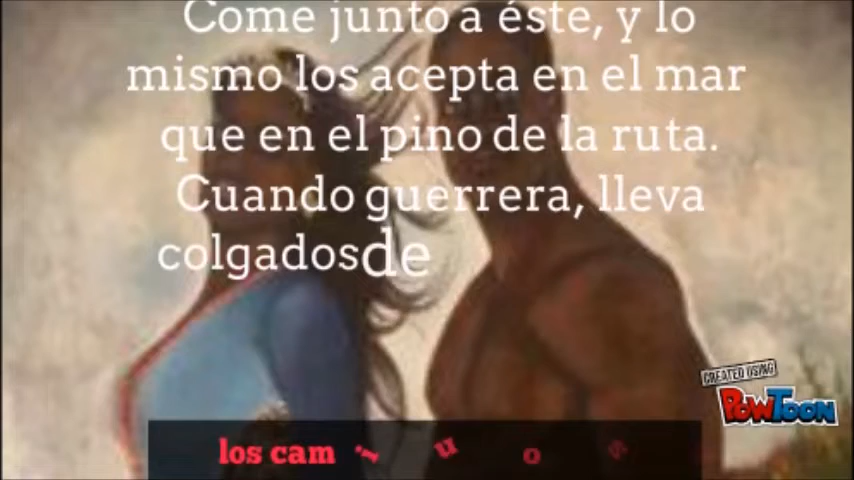 Come junto a éste, y lo
mismo los acepta en el mar
que en el pino de la ruta.
Cuando guerrera, lleva
colgados de
CREATED USING
POWTOON
los cam i u o s